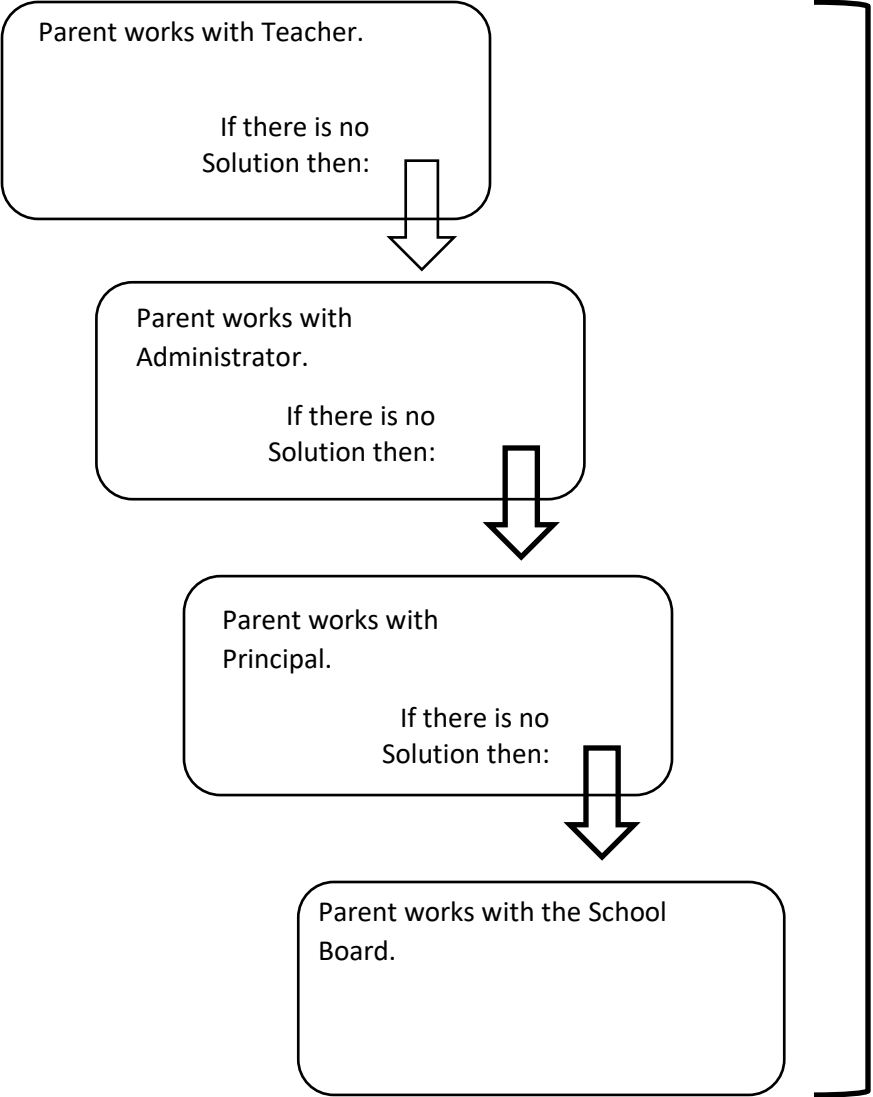 Parent works with Teacher.
If there is no
Solution then:
Parent works with
Administrator.
If there is no
Solution then:
Parent works with
Principal.
If there is no
Solution then:
Parent works with the School
Board.